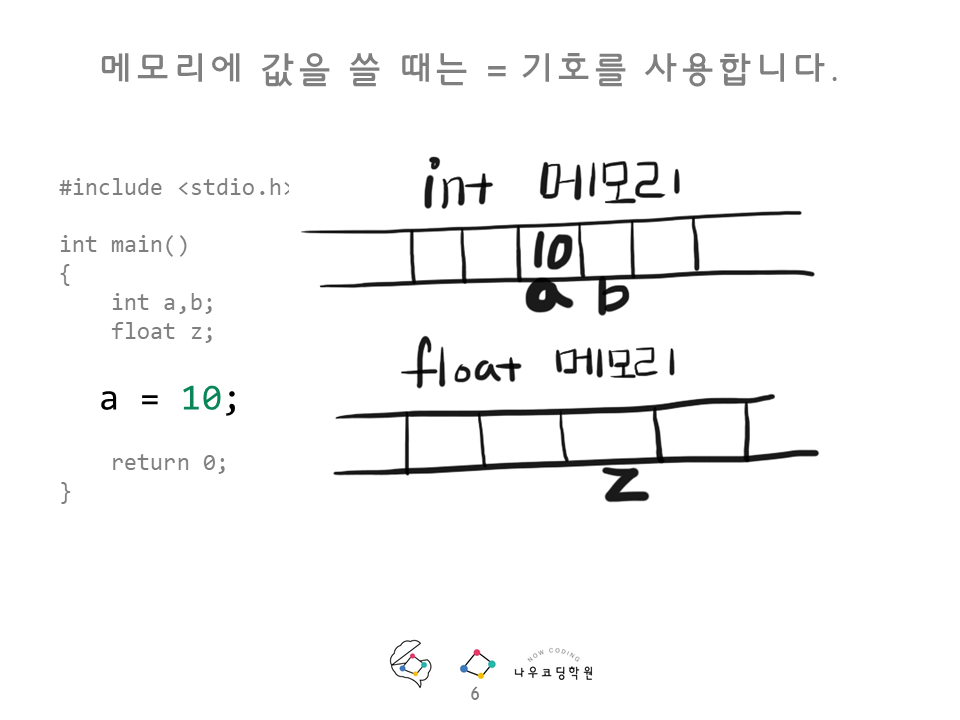 메모리에 값을 쓸 때는 = 기호를 사용합니다.
#include <stdio.h>
int main()
{
int a,b;
float z;
a = 10;
return 0;
}
int 메모리
10
a b
float 메모리
z
NOW CODING
나우코딩학원
6